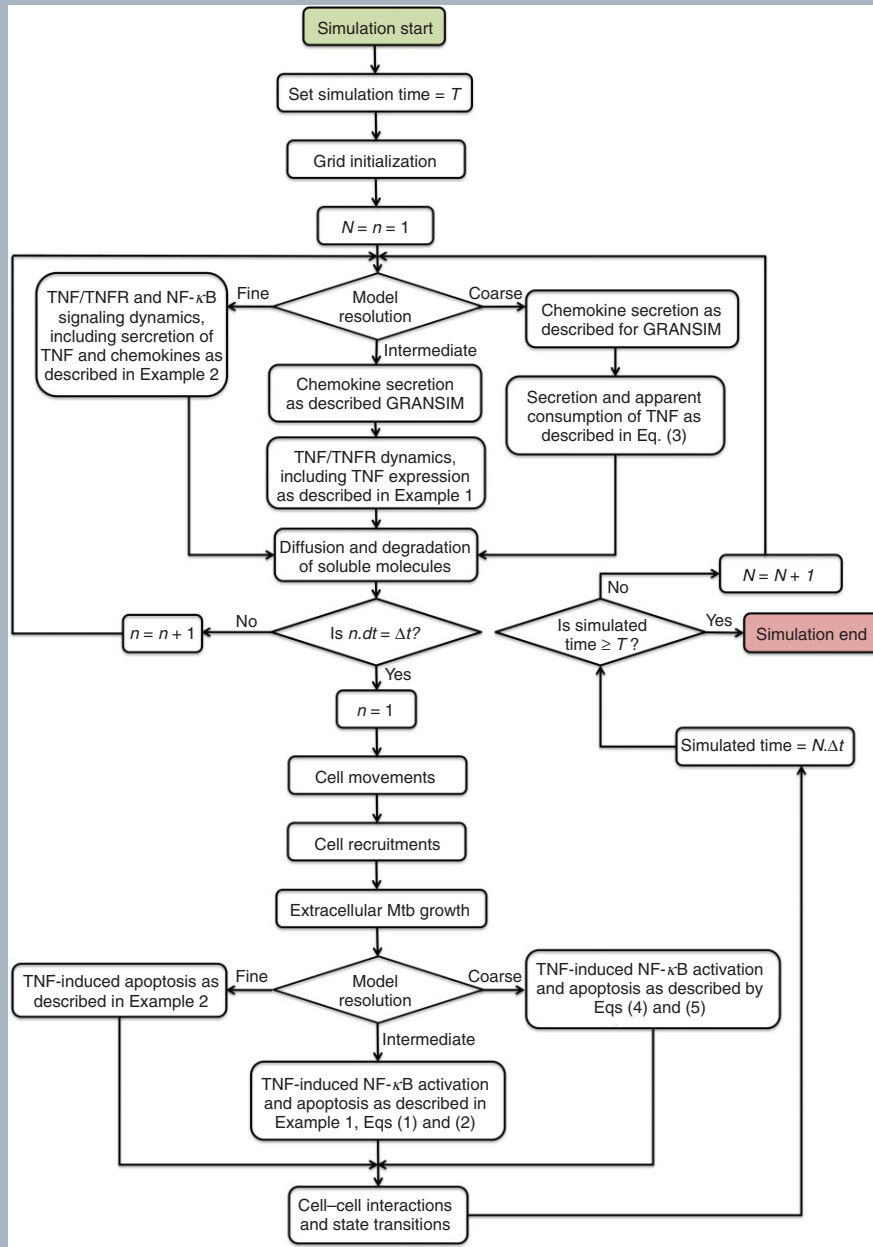 Simulation start
Set simulation time = T
Grid initialization
N = n = 1
Model
resolution
Fine
Coarse
Intermediate
TNF/TNFR and NF-κB
signaling dynamics,
including sercretion of
TNF and chemokines as
described in Example 2
Chemokine secretion
as described GRANSIM
TNF/TNFR dynamics,
including TNF expression
as described in Example 1
Chemokine secretion as
described for GRANSIM
Secretion and apparent
consumption of TNF as
described in Eq. (3)
Diffusion and degradation
of soluble molecules
Is n.dt = Δt?
No
n = n + 1
Yes
n = 1
Cell movements
Cell recruitments
Extracellular Mtb growth
Model
resolution
Fine
Coarse
Intermediate
TNF-induced apoptosis as
described in Example 2
TNF-induced NF-κB activation
and apoptosis as described in
Example 1, Eqs (1) and (2)
TNF-induced NF-κB activation
and apoptosis as described by
Eqs (4) and (5)
Cell–cell interactions
and state transitions
Simulated time = N.Δt
Is simulated
time ≥ T ?
No
N = N + 1
Yes
Simulation end